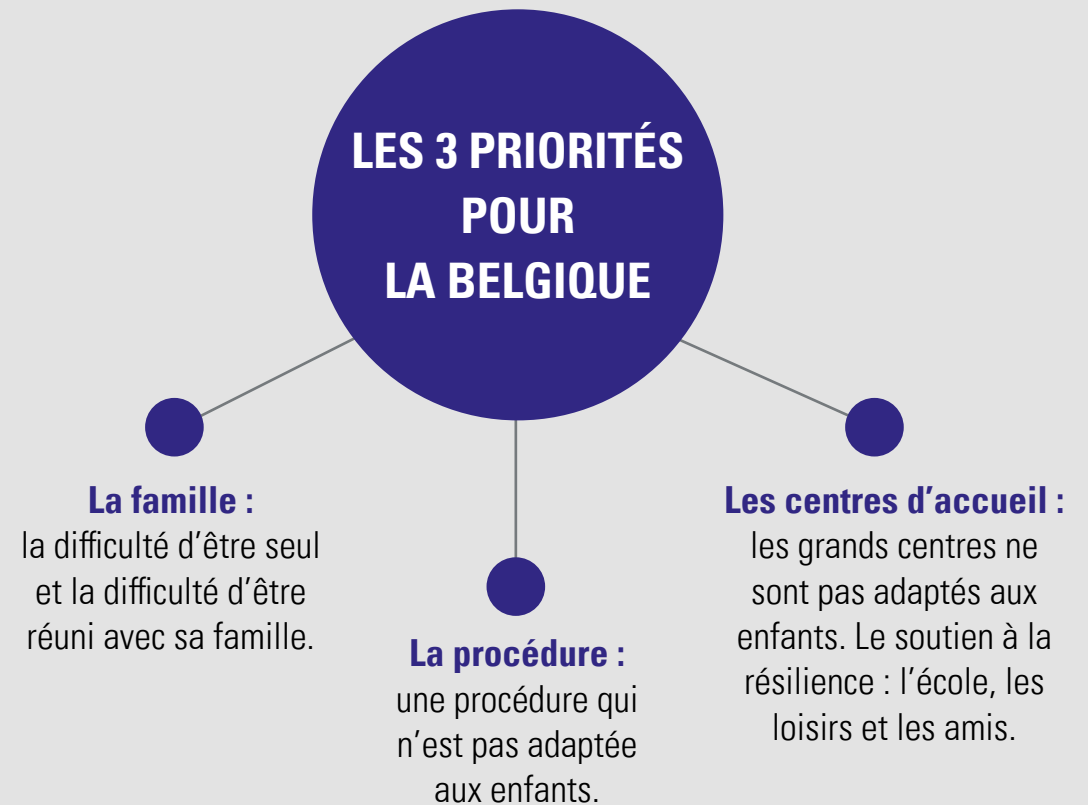 LES 3 PRIORITÉS
POUR
LA BELGIQUE
La famille :
la difficulté d’être seul
et la difficulté d’être
réuni avec sa famille.
La procédure :
une procédure qui
n’est pas adaptée
aux enfants.
Les centres d’accueil :
les grands centres ne
sont pas adaptés aux
enfants. Le soutien à la
résilience : l’école, les
loisirs et les amis.